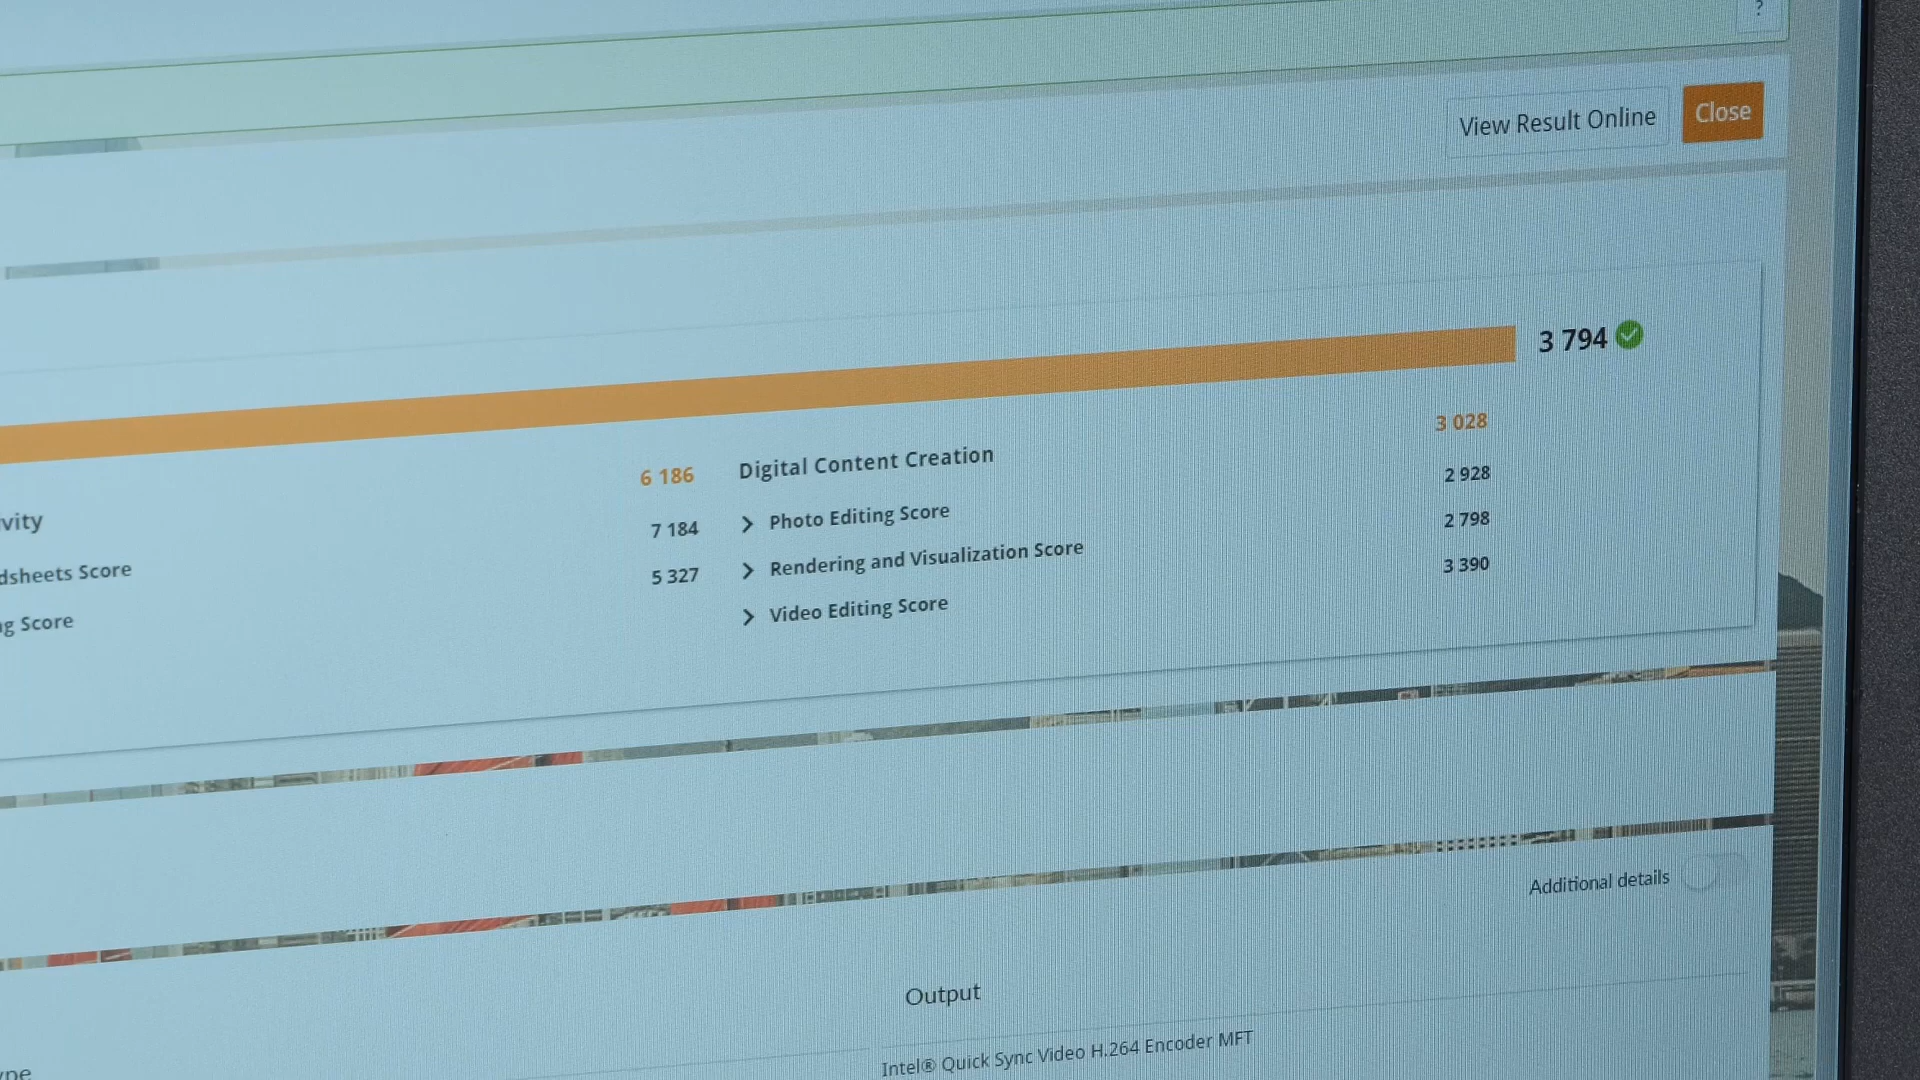 ?
View Result Online Close
3 794
vity 6 186
dsheets Score 7 184
g Score 5 327
Digital Content Creation 3 028
Photo Editing Score 2 928
Rendering and Visualization Score 2 798
Video Editing Score 3 390
Additional details
Output
Intel® Quick Sync Video H.264 Encoder MFT
ype